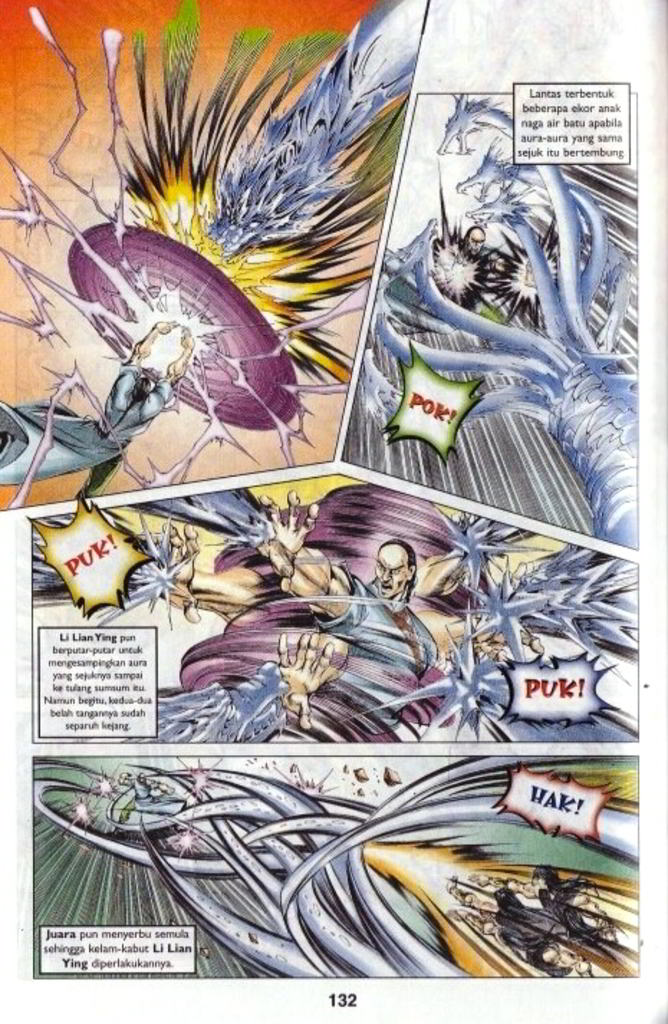 Lantas terbentuk
beberapa ekor anak
naga air batu apabila
aura-aura yang sama
sejuk itu bertembung
POK!
PUK!
Li Lian Ying pun
berputar-putar untuk
mengesampingkan aura
yang sejuknya sampai
ke tulang sumsum itu.
Namun begitu, kedua-dua
belah tangannya sudah
separuh kejang.
PUK!
HAK!
Juara pun menyerbu semula
sehingga kelam-kabut Li Lian
Ying diperlakukannya.
132